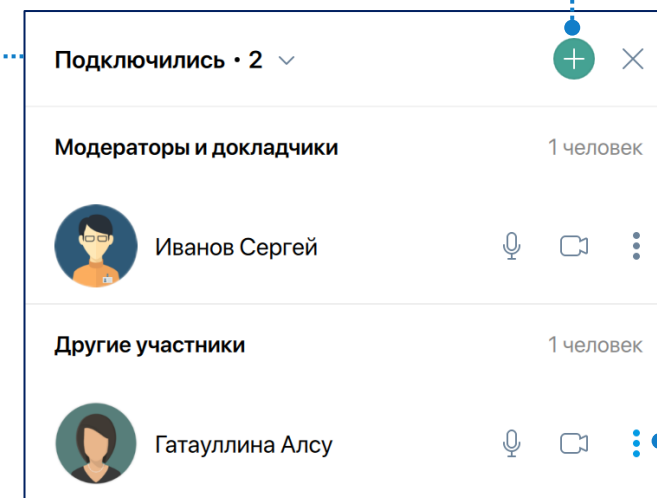 Подключились • 2
Модераторы и докладчики 1 человек
Иванов Сергей
Другие участники 1 человек
Гатауллина Алсу